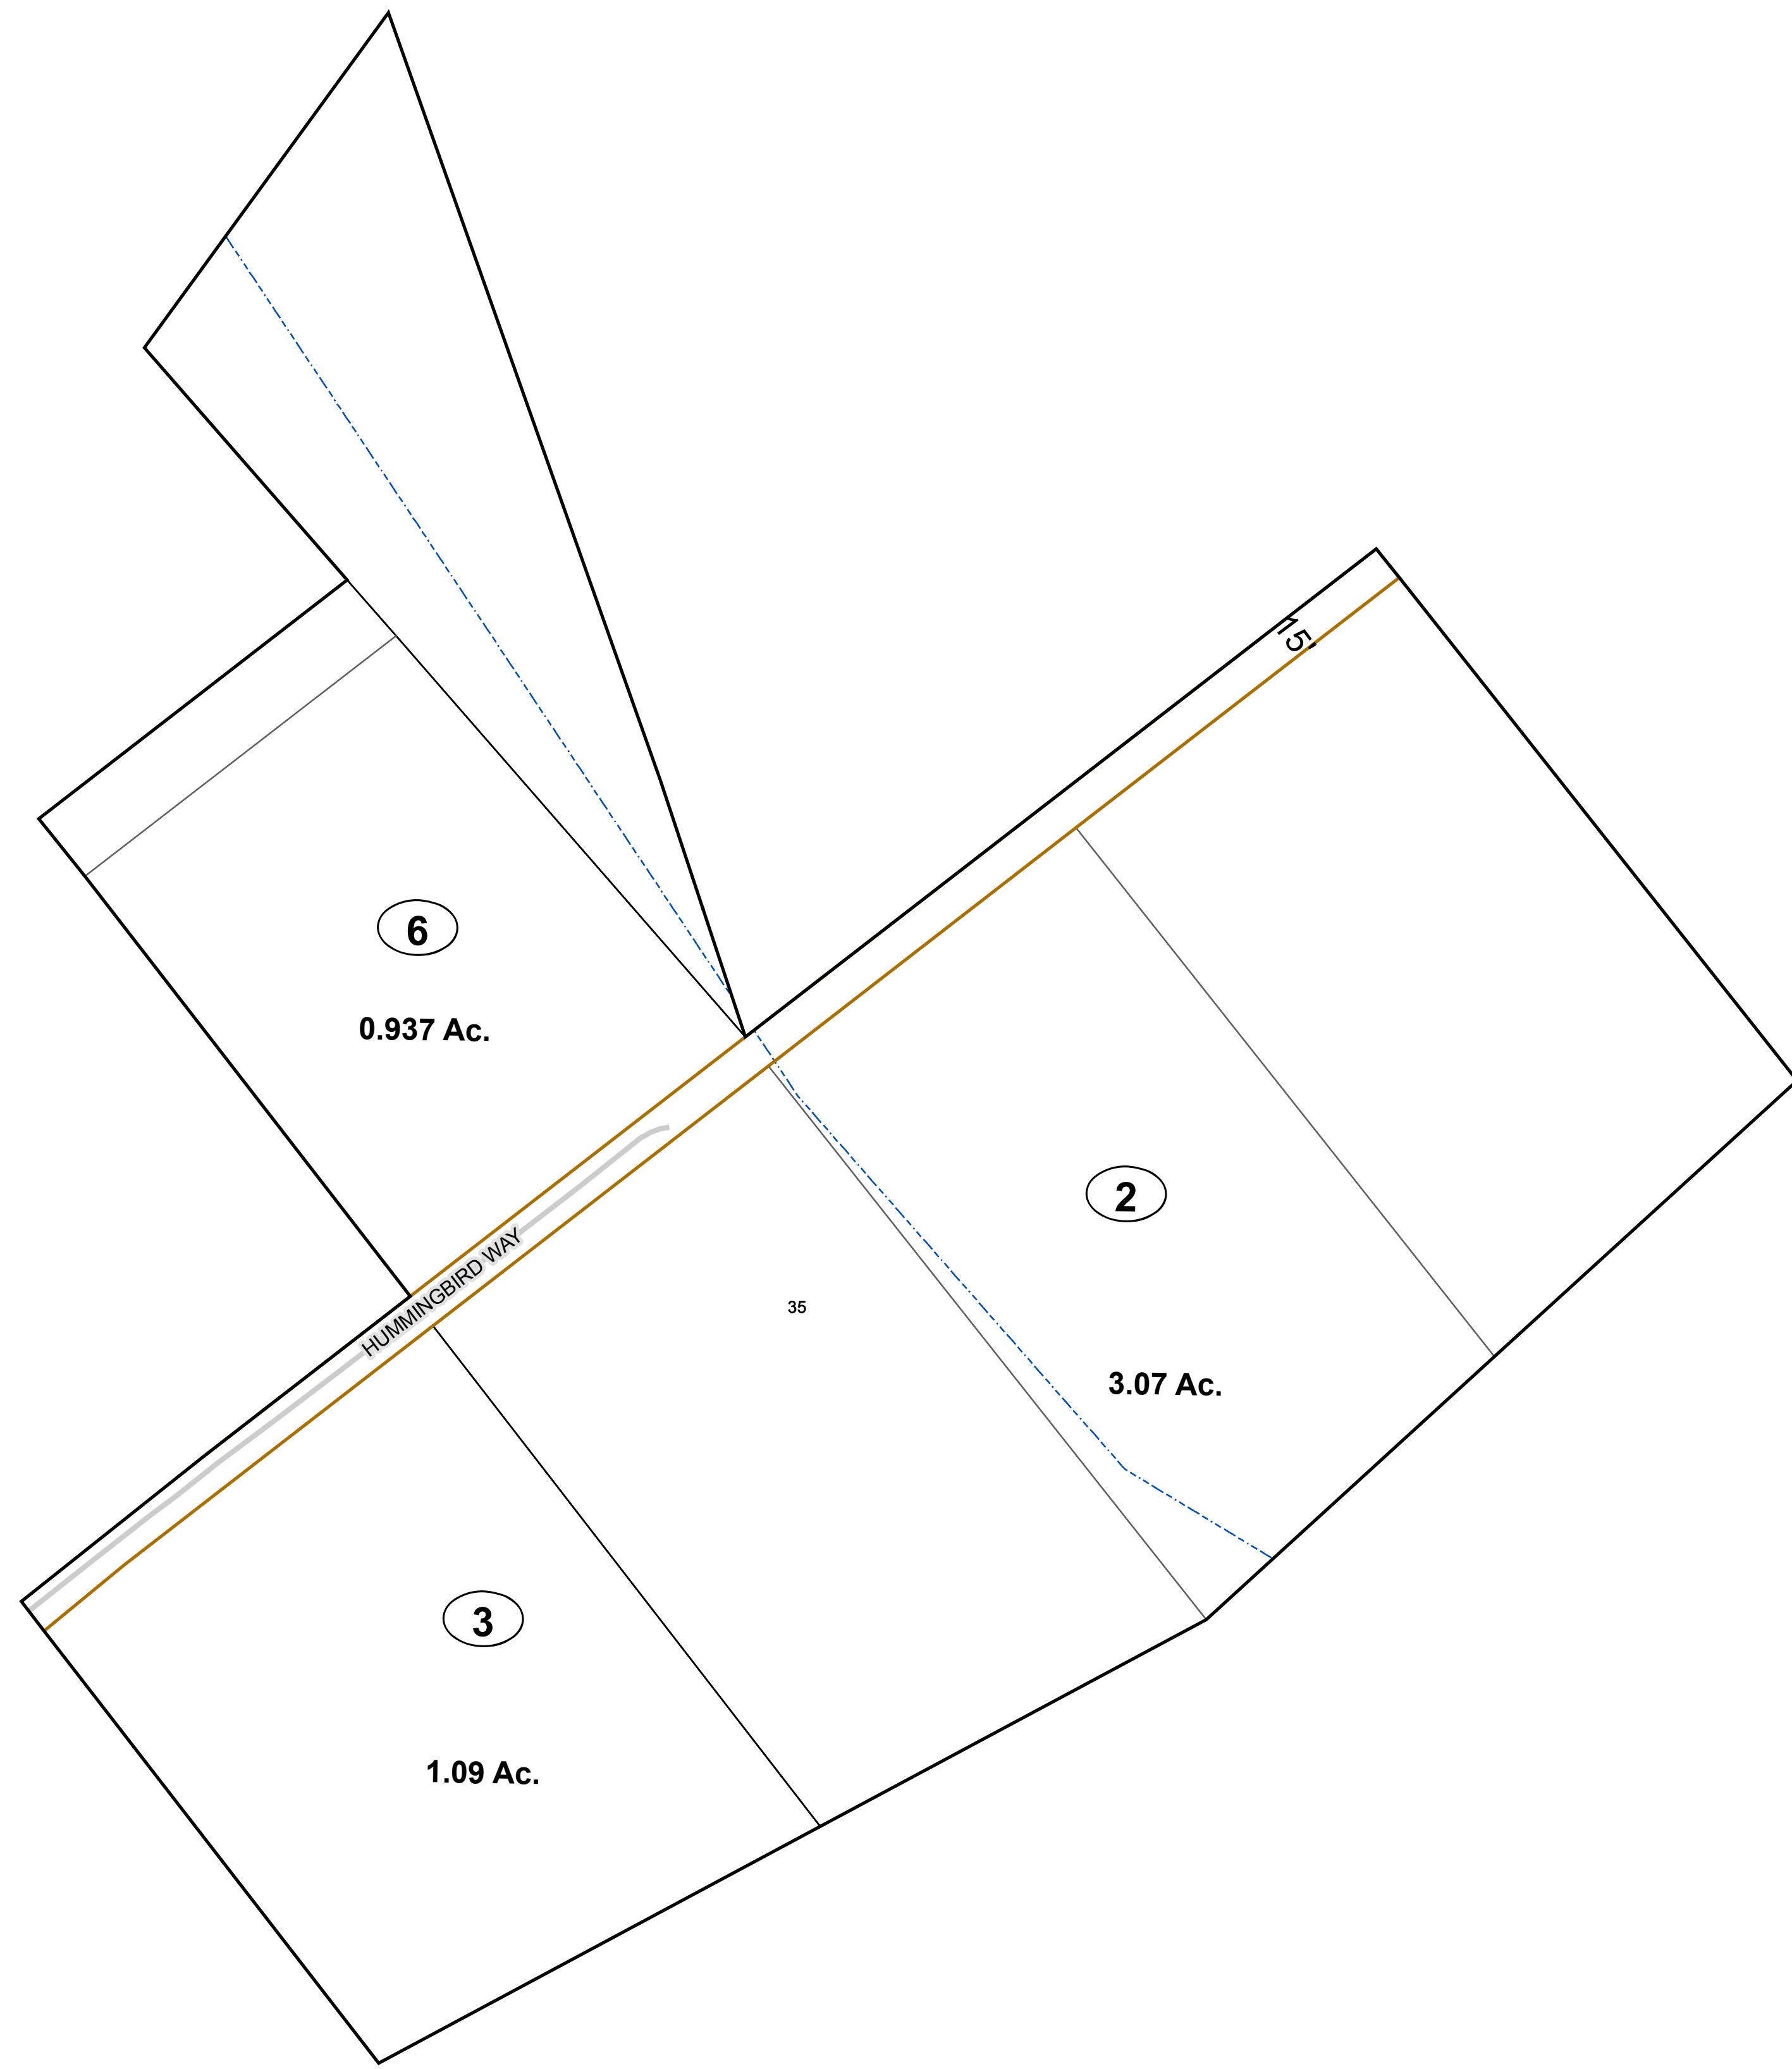 15'
6
0.937 Ac.
2
HUMMINGBIRD WAY
35
3.07 Ac.
3
1.09 Ac.